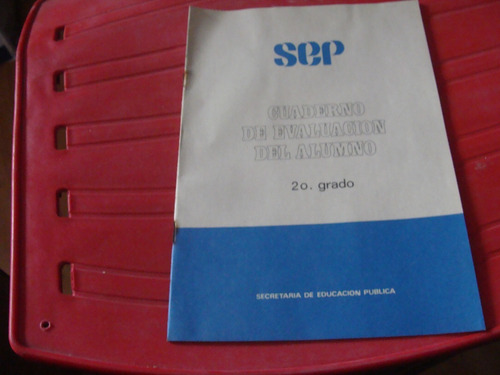 sep
CUADERNO
DE EVALUACION
DEL ALUMNO
2o. grado
SECRETARIA DE EDUCACION PUBLICA